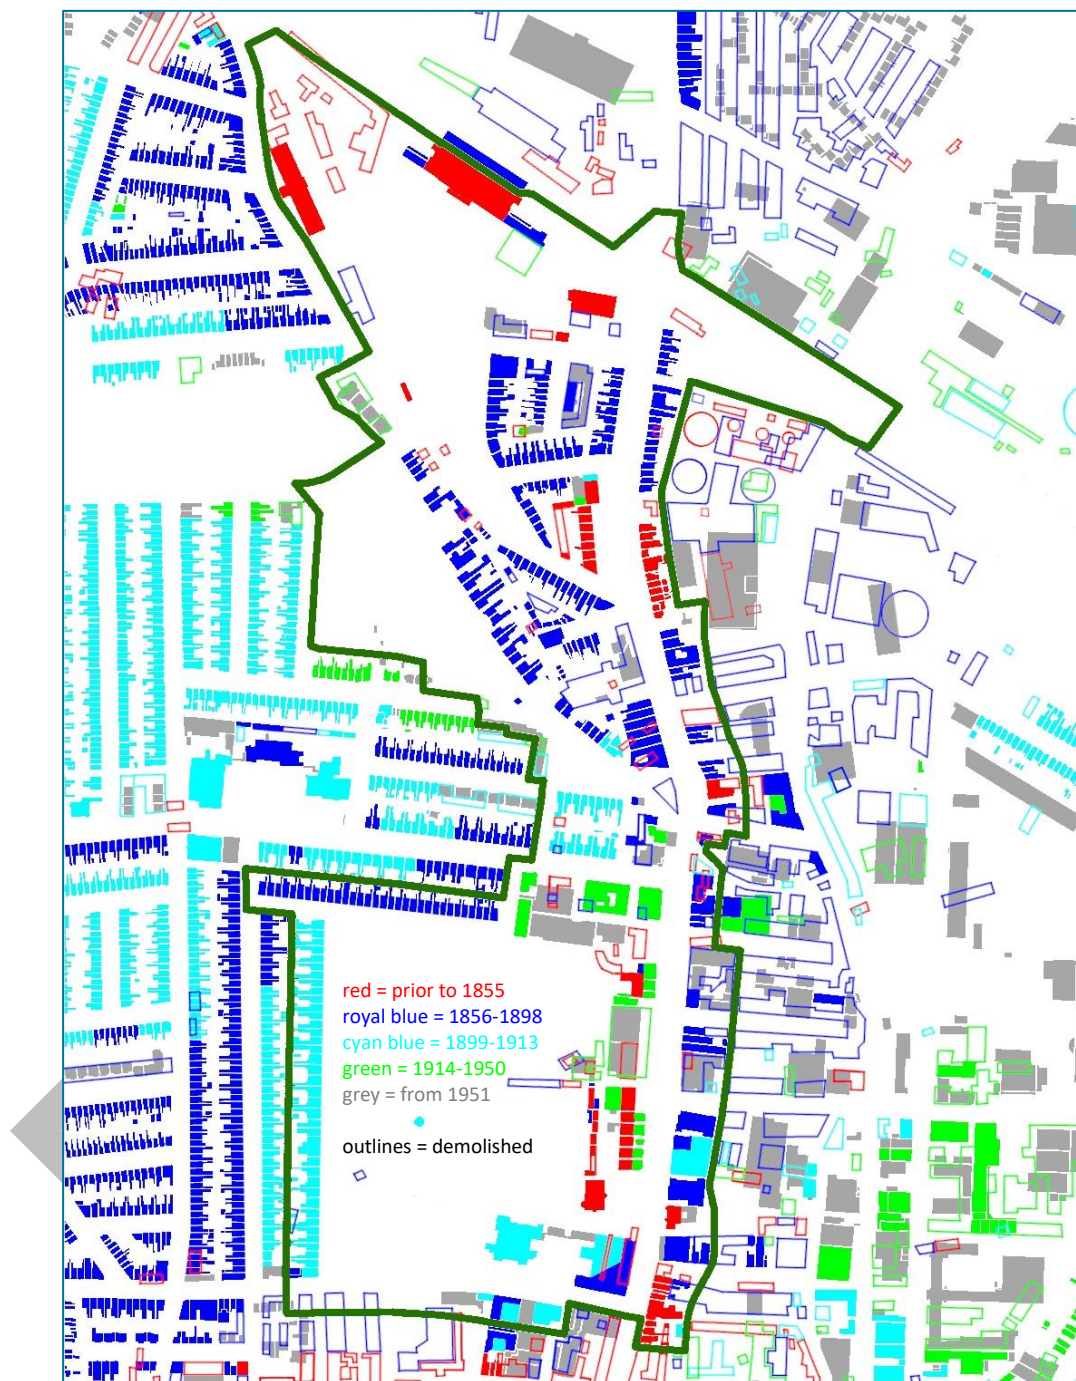 red = prior to 1855
royal blue = 1856-1898
cyan blue = 1899-1913
green = 1914-1950
grey = from 1951
outlines = demolished